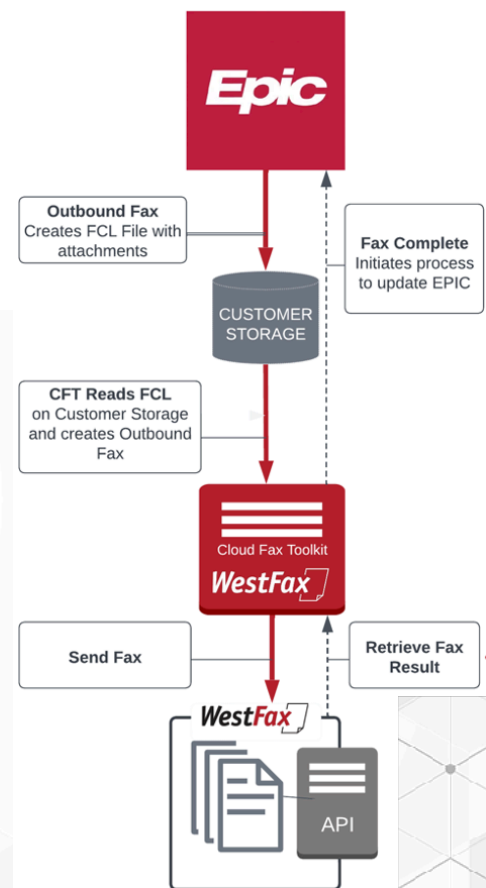 Epic
Outbound Fax
Creates FCL File with
attachments
Fax Complete
Initiates process
to update EPIC
CUSTOMER
STORAGE
CFT Reads FCL
on Customer Storage
and creates Outbound
Fax
Cloud Fax Toolkit
WestFax
Send Fax
Retrieve Fax
Result
WestFax
API